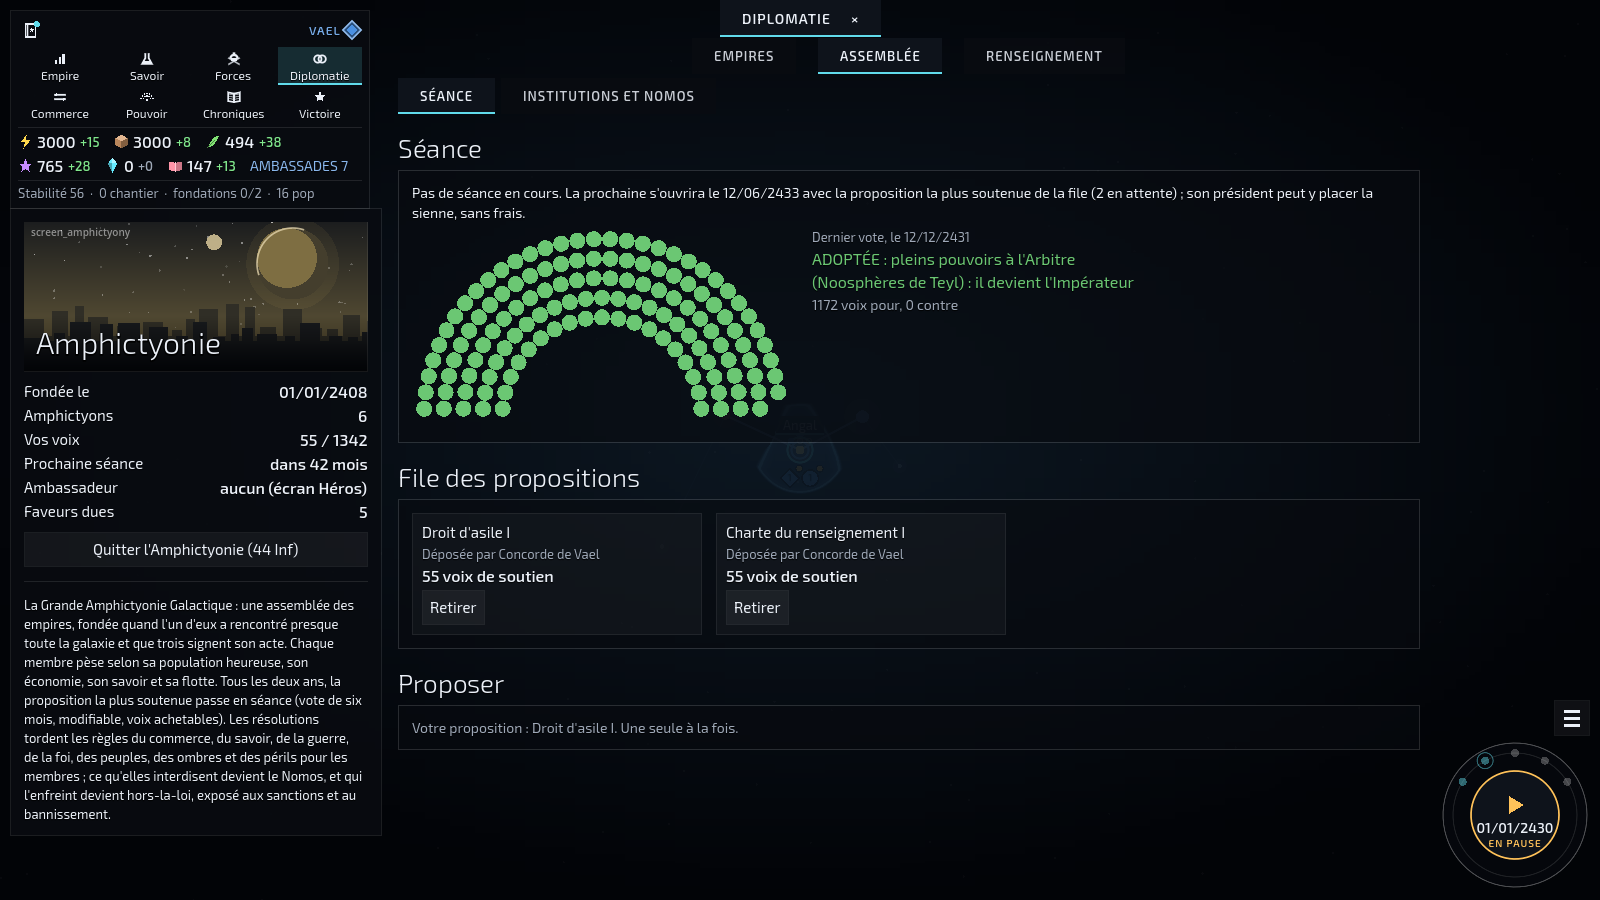 VAEL
Empire
Savoir
Forces
Diplomatie
Commerce
Pouvoir
Chroniques
Victoire
3000 +15 3000 +8 494 +38
765 +28 0 +0 147 +13 AMBASSADES 7
Stabilité 56 · 0 chantier · fondations 0/2 · 16 pop
screen_amphictyony
Amphictyonie
Fondée le 01/01/2408
Amphictyons 6
Vos voix 55 / 1342
Prochaine séance dans 42 mois
Ambassadeur aucun (écran Héros)
Faveurs dues 5
Quitter l'Amphictyonie (44 Inf)
La Grande Amphictyonie Galactique : une assemblée des
empires, fondée quand l'un d'eux a rencontré presque
toute la galaxie et que trois signent son acte. Chaque
membre pèse selon sa population heureuse, son
économie, son savoir et sa flotte. Tous les deux ans, la
proposition la plus soutenue passe en séance (vote de six
mois, modifiable, voix achetables). Les résolutions
tordent les règles du commerce, du savoir, de la guerre,
de la foi, des peuples, des ombres et des périls pour les
membres ; ce qu'elles interdisent devient le Nomos, et qui
l'enfreint devient hors-la-loi, exposé aux sanctions et au
bannissement.
DIPLOMATIE ×
EMPIRES
ASSEMBLÉE
RENSEIGNEMENT
SÉANCE
INSTITUTIONS ET NOMOS
Séance
Pas de séance en cours. La prochaine s'ouvrira le 12/06/2433 avec la proposition la plus soutenue de la file (2 en attente) ; son président peut y placer la
sienne, sans frais.
Dernier vote, le 12/12/2431
ADOPTÉE : pleins pouvoirs à l'Arbitre
(Noosphères de Teyl) : il devient l'Impérateur
1172 voix pour, 0 contre
File des propositions
Droit d'asile I
Déposée par Concorde de Vael
55 voix de soutien
Retirer
Charte du renseignement I
Déposée par Concorde de Vael
55 voix de soutien
Retirer
Proposer
Votre proposition : Droit d'asile I. Une seule à la fois.
01/01/2430
EN PAUSE